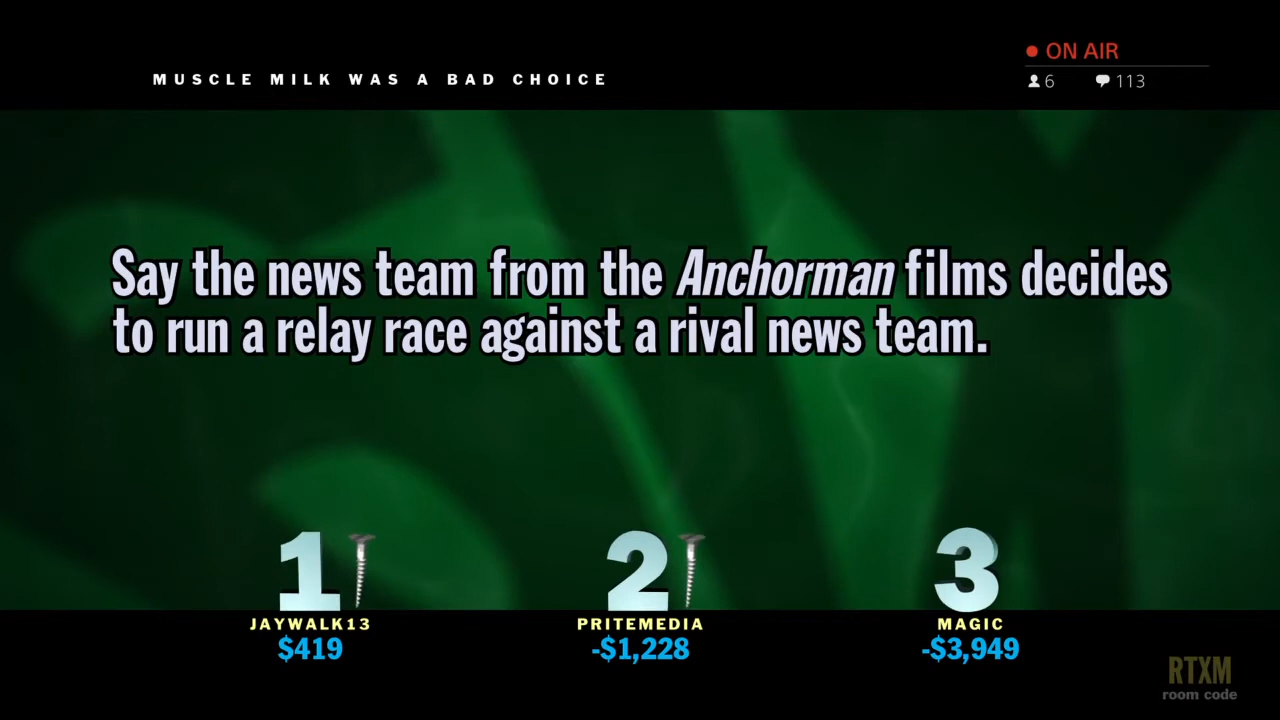 MUSCLE MILK WAS A BAD CHOICE
ON AIR
6 113
Say the news team from the Anchorman films decides
to run a relay race against a rival news team.
1 2 3
JAYWALK13 PRITEMEDIA MAGIC
$419 -$1,228 -$3,949
RTXM
room code